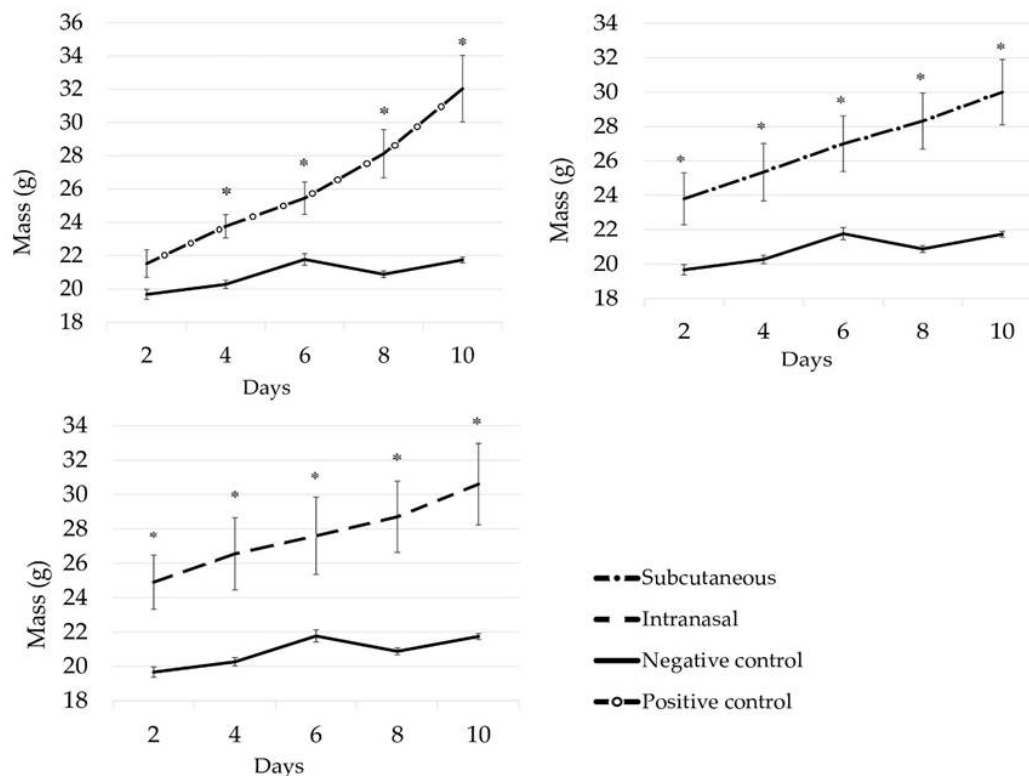 36
34
32
30
28
26
24
22
20
18
Mass (g)
* * * *
2 4 6 8 10
Days
34
32
30
28
26
24
22
20
18
Mass (g)
* * * * *
2 4 6 8 10
Days
34
32
30
28
26
24
22
20
18
Mass (g)
* * * * *
2 4 6 8 10
Days
Subcutaneous
Intranasal
Negative control
Positive control